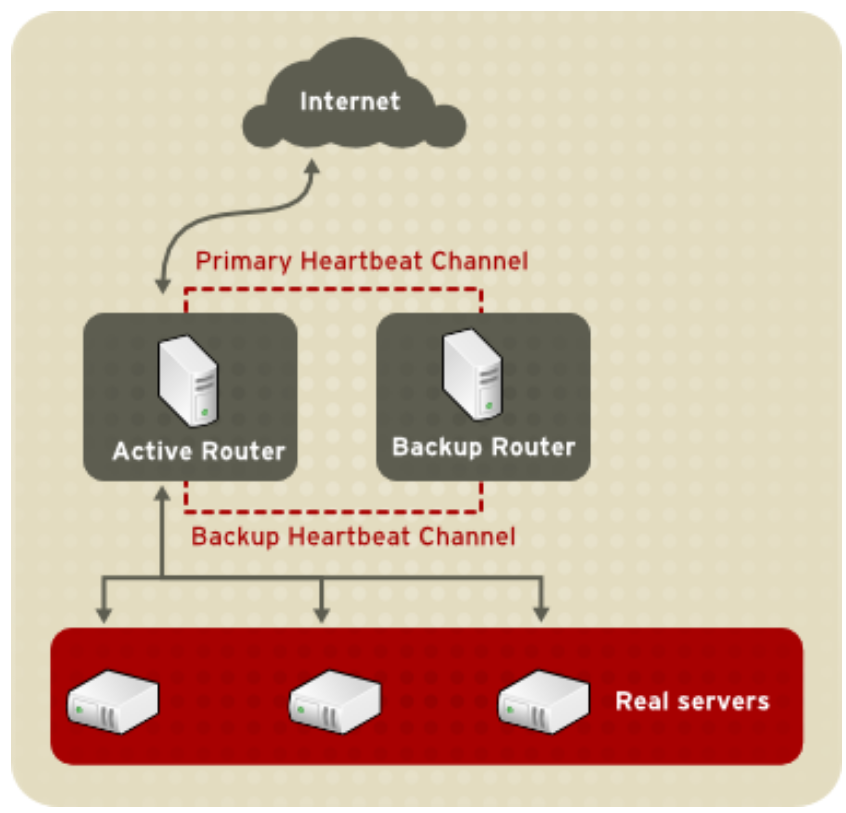 Internet
Primary Heartbeat Channel
Active Router
Backup Router
Backup Heartbeat Channel
Real servers